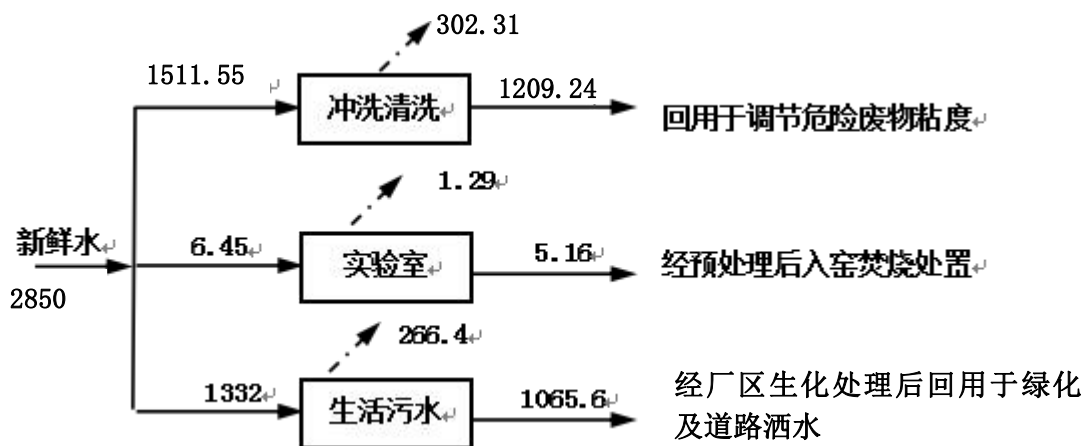 302.31
1511.55
冲洗清洗
1209.24
回用于调节危险废物粘度
1.29
新鲜水
6.45
实验室
5.16
经预处理后入窑焚烧处置
2850
266.4
1332
生活污水
1065.6
经厂区生化处理后回用于绿化
及道路洒水